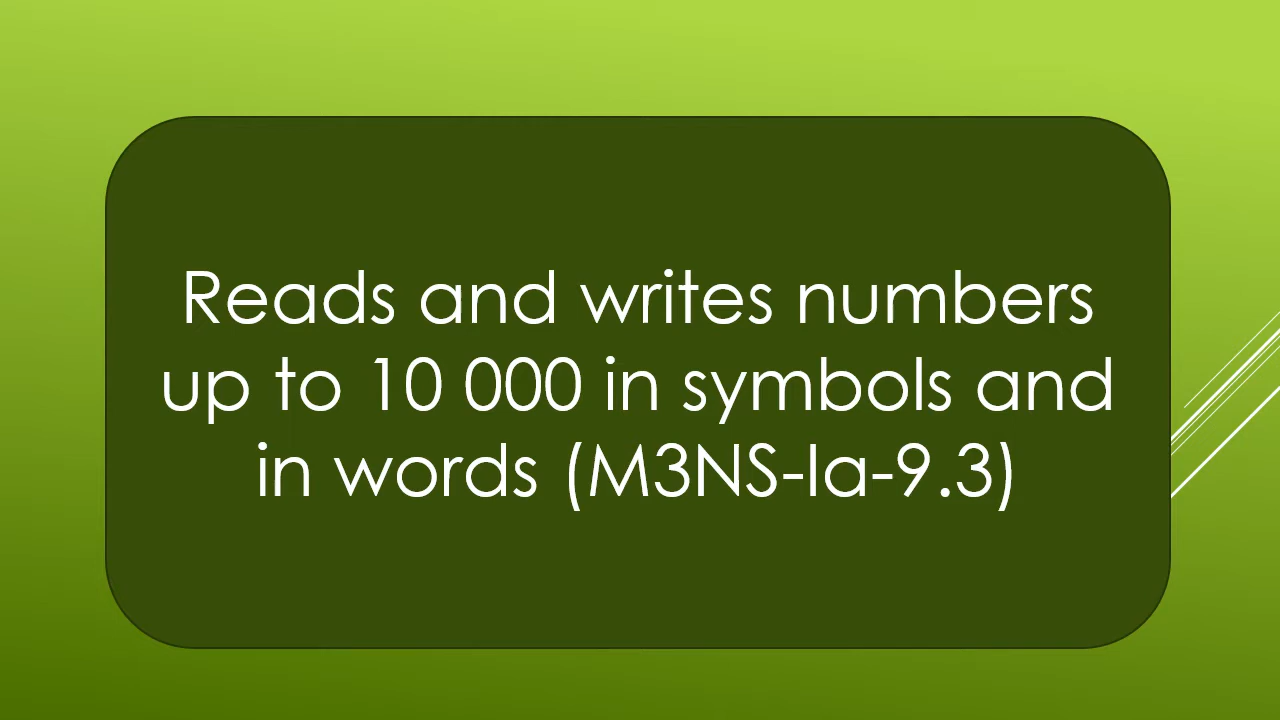 Reads and writes numbers
up to 10 000 in symbols and
in words (M3NS-Ia-9.3)